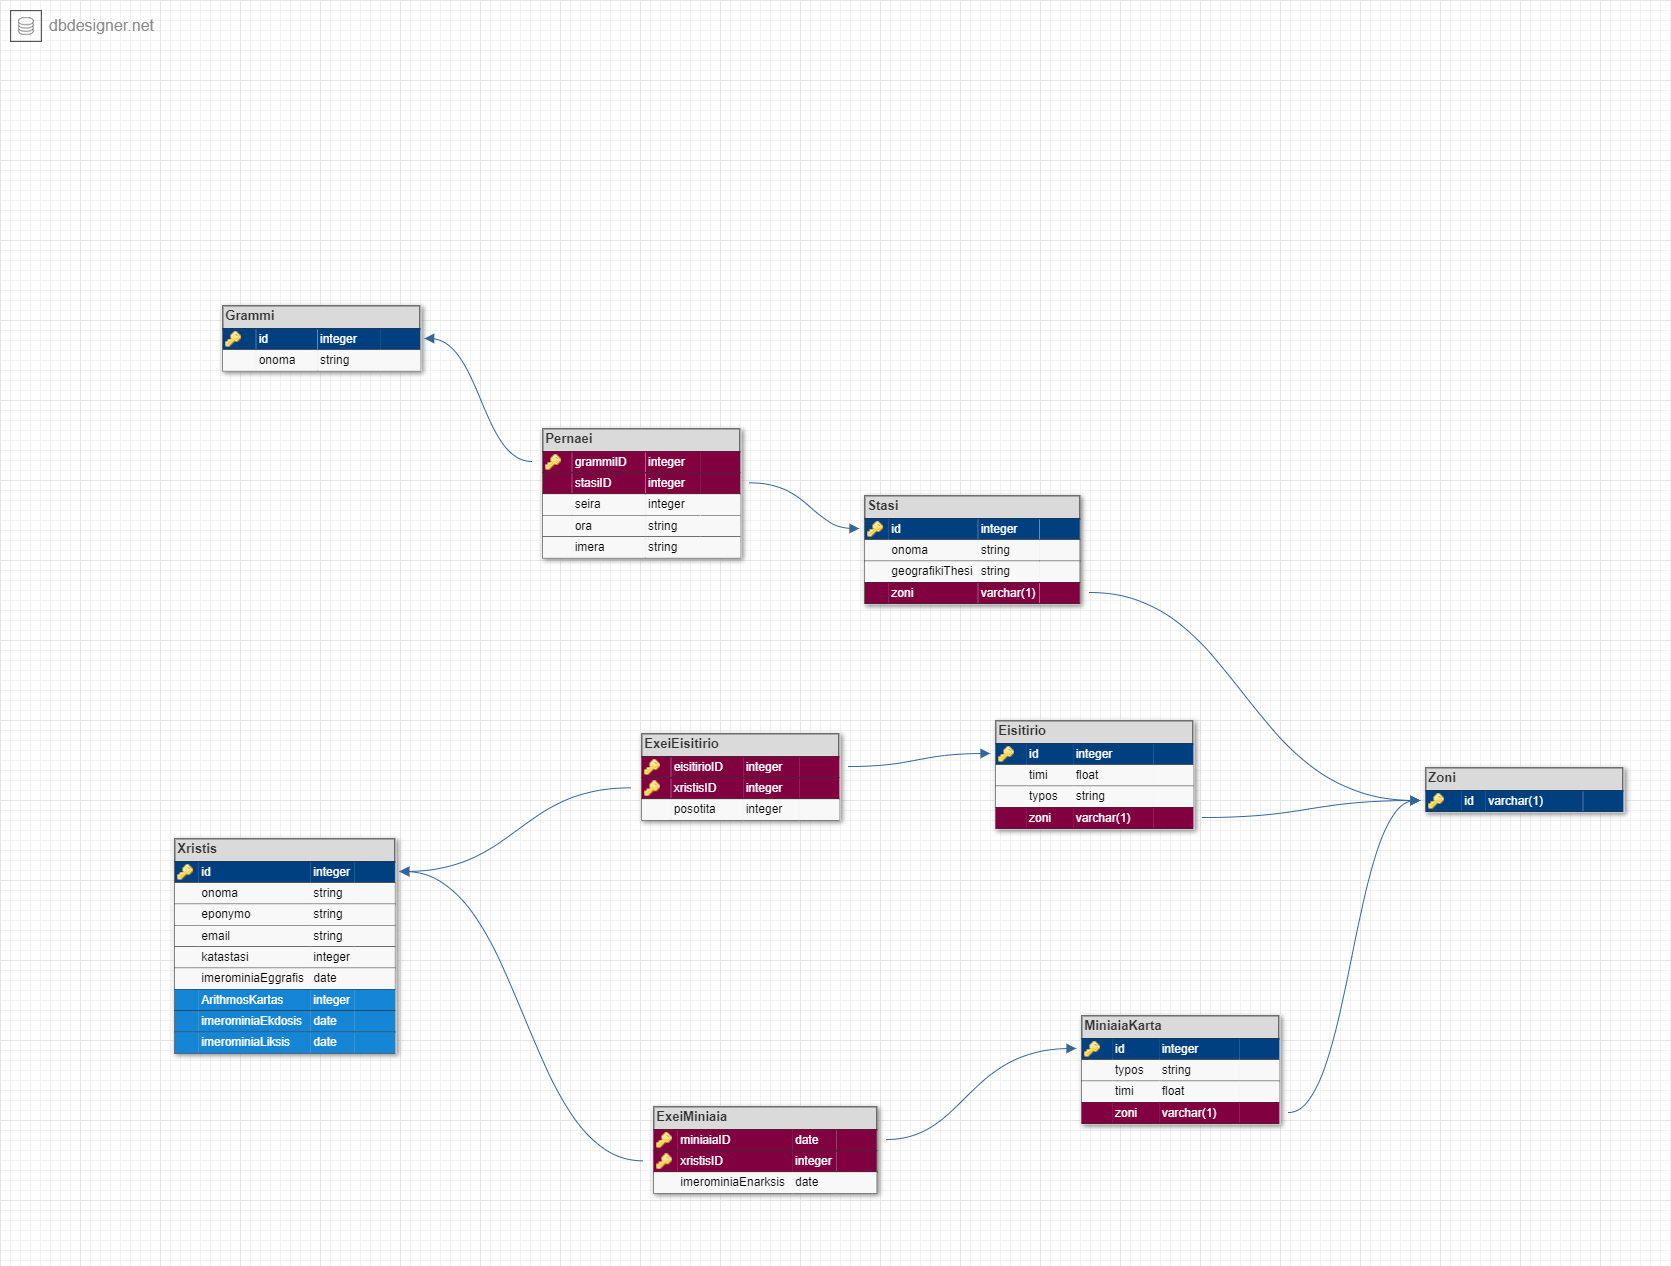 dbdesigner.net
Grammi
id integer
onoma string
Pernaei
grammiID integer
stasiID integer
seira integer
ora string
imera string
Stasi
id integer
onoma string
geografikiThesi string
zoni varchar(1)
ExeiEisitirio
eisitirioID integer
xristisID integer
posotita integer
Eisitirio
id integer
timi float
typos string
zoni varchar(1)
Zoni
id varchar(1)
Xristis
id integer
onoma string
eponymo string
email string
katastasi integer
imerominiaEggrafis date
ArithmosKartas integer
imerominiaEkdosis date
imerominiaLiksis date
MiniaiaKarta
id integer
typos string
timi float
zoni varchar(1)
ExeiMiniaia
miniaiaID date
xristisID integer
imerominiaEnarksis date